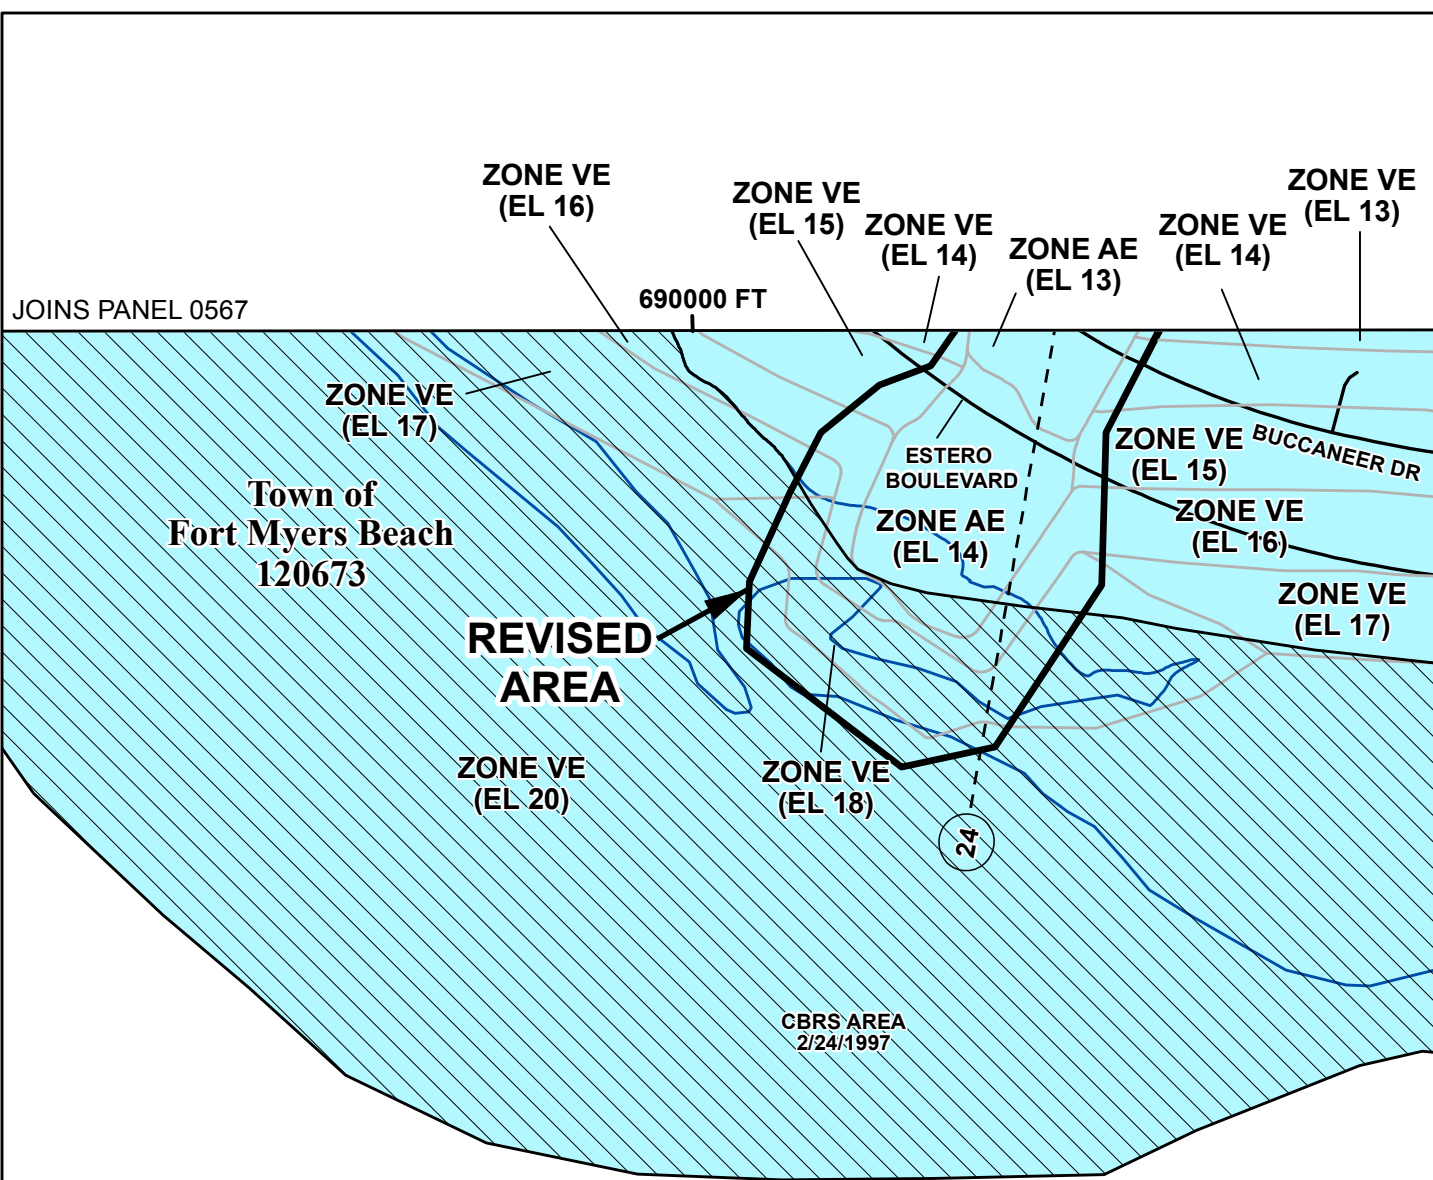 ZONE VE
(EL 16)
ZONE VE
(EL 15)
ZONE VE
(EL 14)
ZONE AE
(EL 13)
ZONE VE
(EL 14)
ZONE VE
(EL 13)
JOINS PANEL 0567
690000 FT
ZONE VE
(EL 17)
ESTERO
BOULEVARD
ZONE VE
(EL 15)
BUCCANEER DR
Town of
Fort Myers Beach
120673
ZONE AE
(EL 14)
ZONE VE
(EL 16)
ZONE VE
(EL 17)
REVISED
AREA
ZONE VE
(EL 20)
ZONE VE
(EL 18)
24
CBRS AREA
2/24/1997